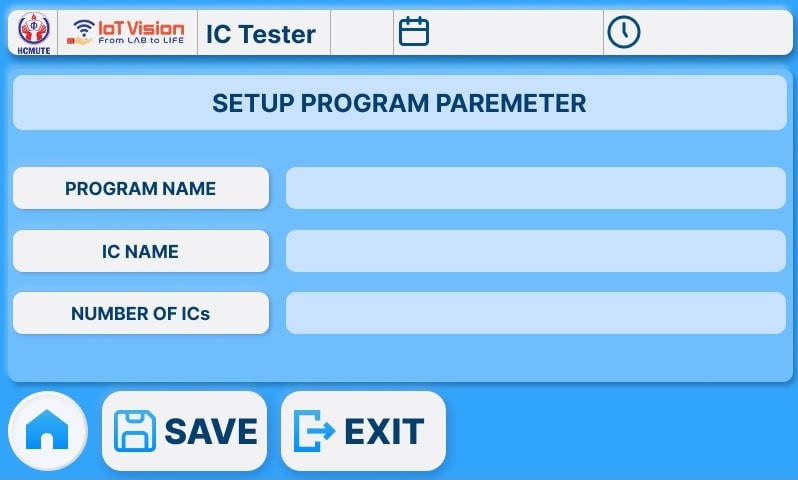 HCMUTE
IoT Vision
From LAB to LIFE
IC Tester
SETUP PROGRAM PAREMETER
PROGRAM NAME
IC NAME
NUMBER OF ICs
SAVE
EXIT